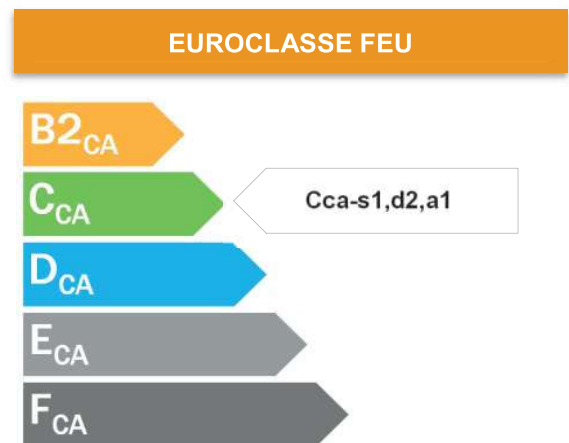 EUROCLASSE FEU
B2CA
CCA
Cca-s1,d2,a1
DCA
ECA
FCA